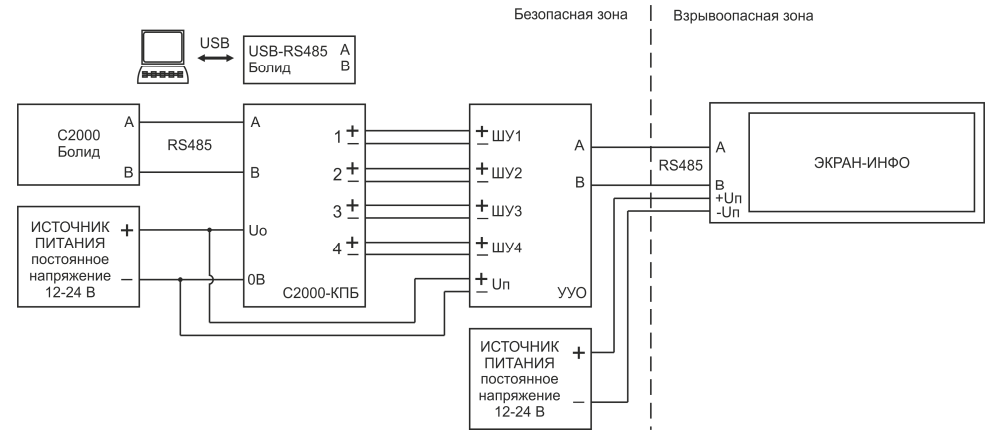 Безопасная зона
Взрывоопасная зона
USB
USB-RS485 A
Болид B
C2000
Болид
A
B
RS485
A
B
Uo
0В
С2000-КПБ
1 + –
2 + –
3 + –
4 + –
+ – ШУ1
+ – ШУ2
+ – ШУ3
+ – ШУ4
+ – Uп
A
B
УУО
RS485
A
B
+Uп
-Uп
ЭКРАН-ИНФО
ИСТОЧНИК +
ПИТАНИЯ
постоянное
напряжение –
12-24 В
ИСТОЧНИК +
ПИТАНИЯ
постоянное
напряжение –
12-24 В